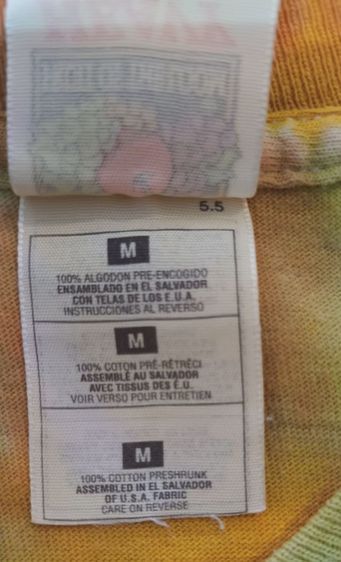 5.5
M
100% ALGODON PRE-ENCOGIDO
ENSAMBLADO EN EL SALVADOR
CON TELAS DE LOS E.U.A.
INSTRUCCIONES AL REVERSO
M
100% COTON PRÉ-RÉTRÉCI
ASSEMBLÉ AU SALVADOR
AVEC TISSUS DES É.U.
VOIR VERSO POUR ENTRETIEN
M
100% COTTON PRESHRUNK
ASSEMBLED IN EL SALVADOR
OF U.S.A. FABRIC
CARE ON REVERSE